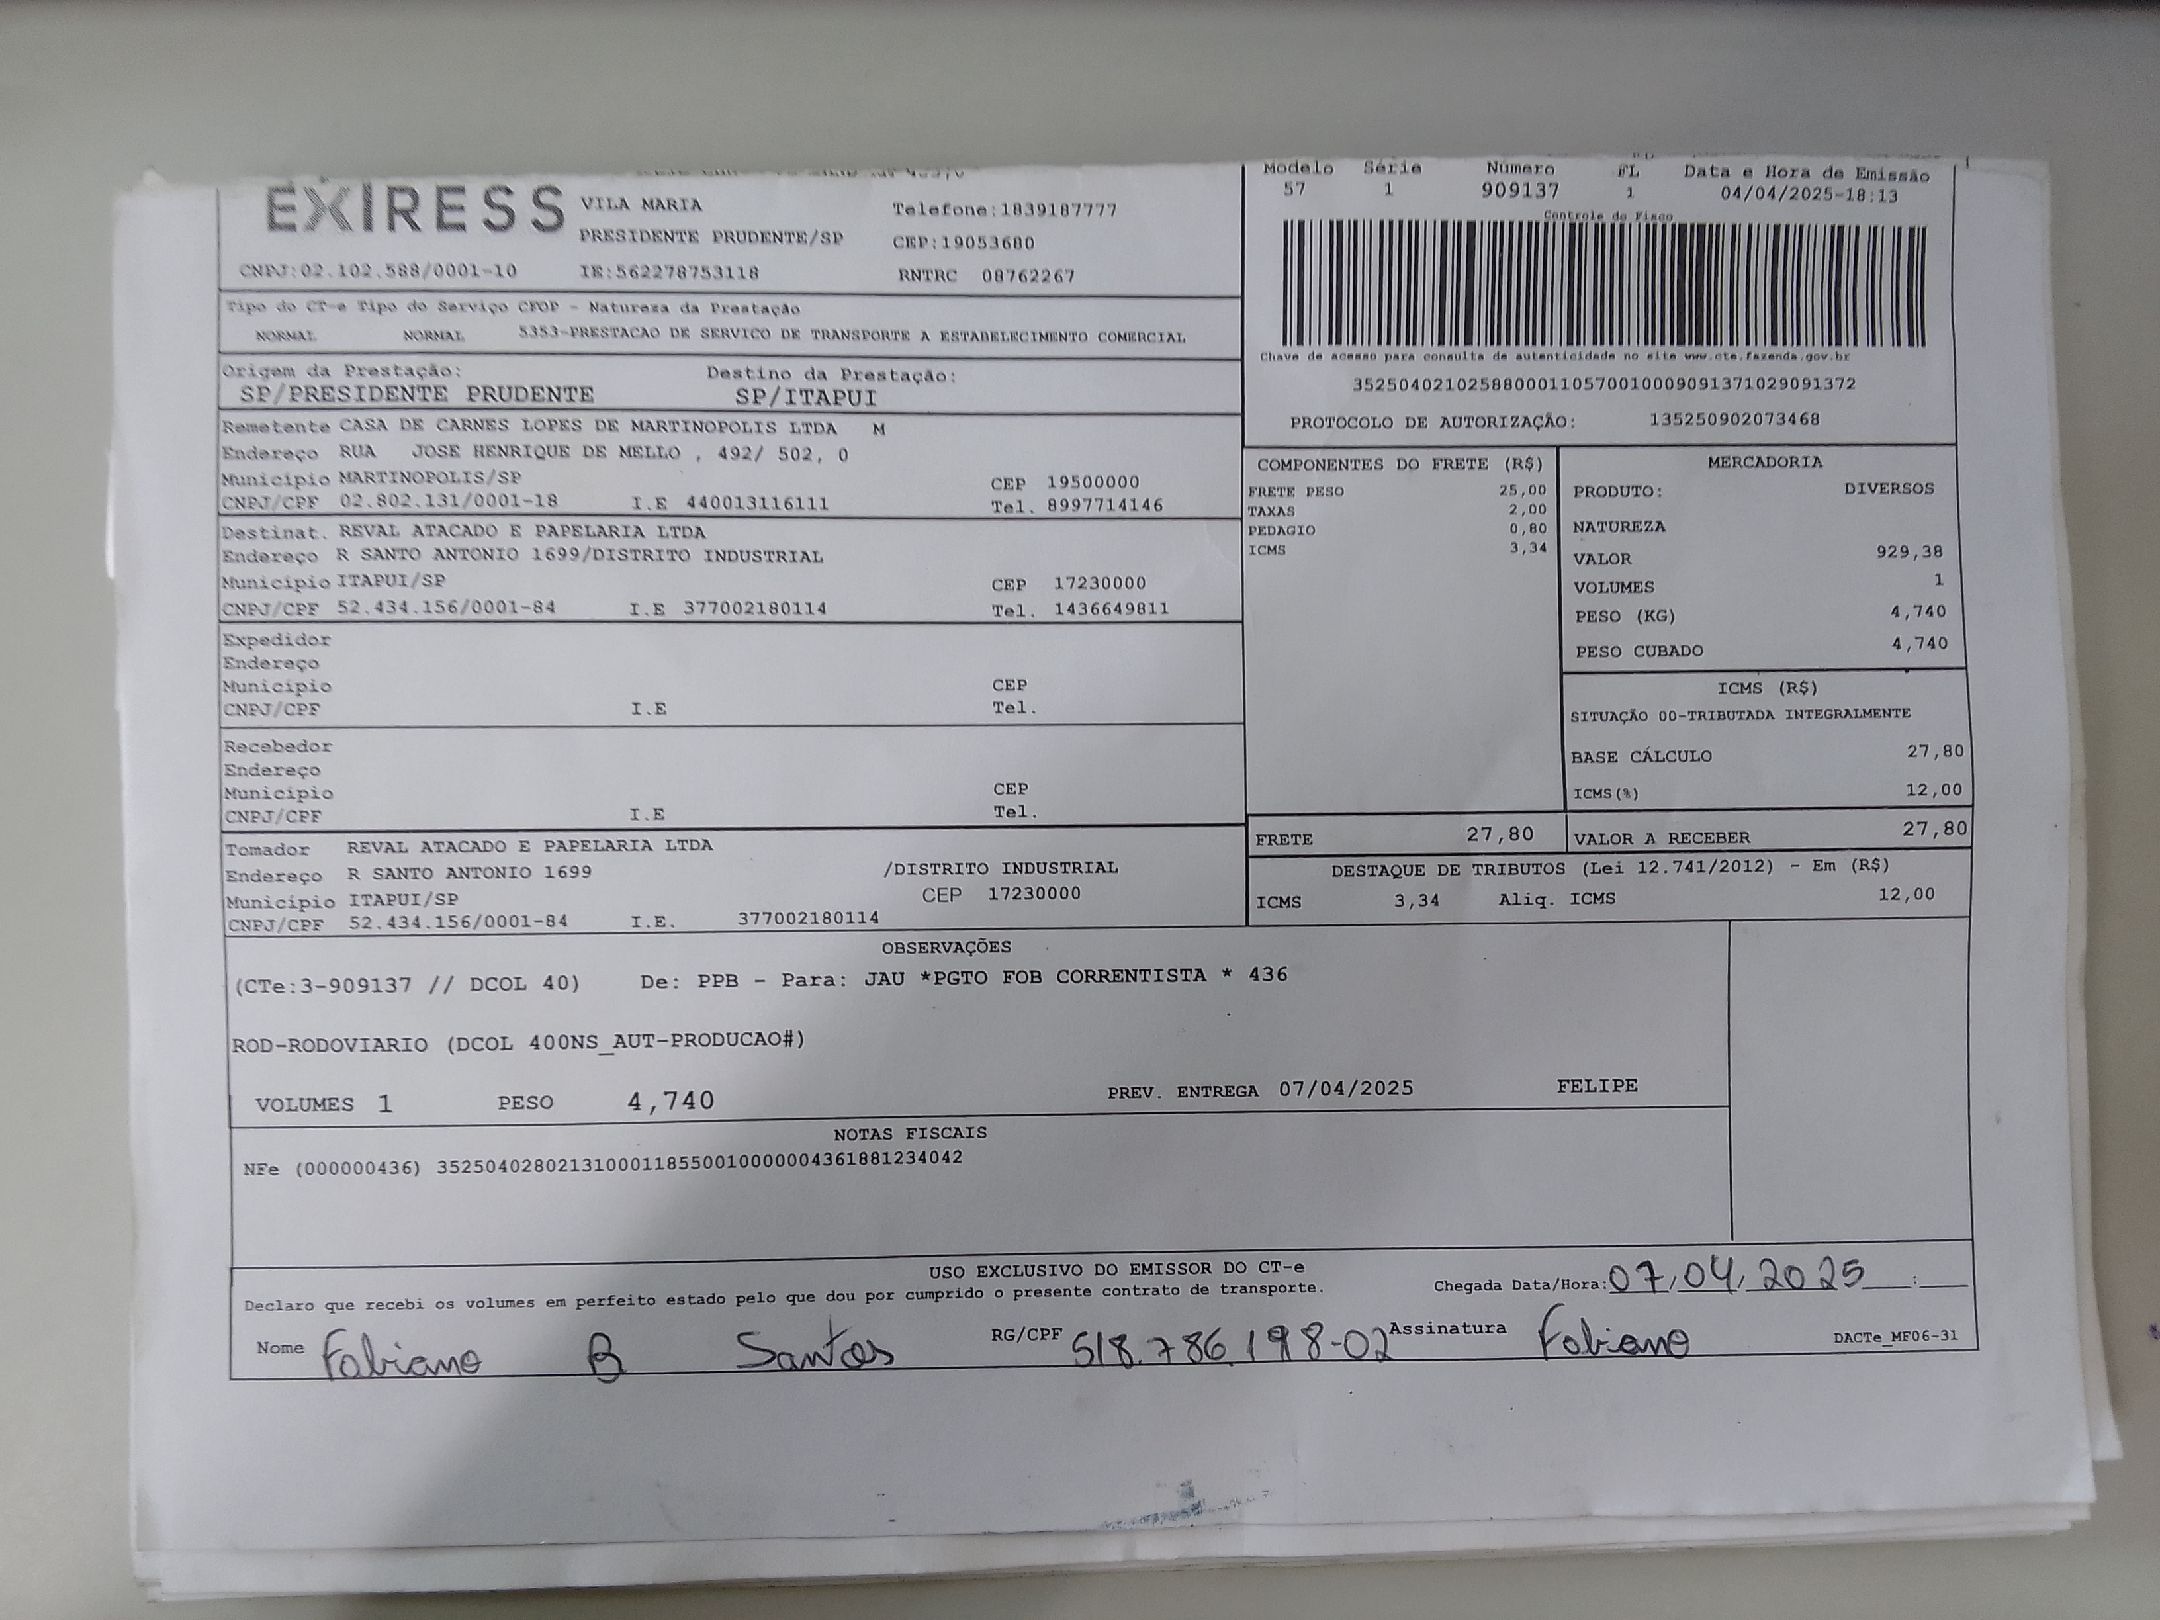 EXIRESS
VILA MARIA
Telefone:1839187777
PRESIDENTE PRUDENTE/SP
CEP:19053680
CNPJ:02.102.588/0001-10 IE:562278753118 RNTRC 08762267
Modelo Série Número FL Data e Hora de Emissão
57 1 909137 1 04/04/2025-18:13
Controle do Fisco
Chave de acesso para consulta de autenticidade no site www.cte.fazenda.gov.br
35250402102588000110570010009091371029091372
PROTOCOLO DE AUTORIZAÇÃO: 135250902073468
Tipo do CT-e Tipo do Serviço CFOP - Natureza da Prestação
NORMAL NORMAL 5353-PRESTACAO DE SERVICO DE TRANSPORTE A ESTABELECIMENTO COMERCIAL
Origem da Prestação: Destino da Prestação:
SP/PRESIDENTE PRUDENTE SP/ITAPUI
Remetente CASA DE CARNES LOPES DE MARTINOPOLIS LTDA M
Endereço RUA JOSE HENRIQUE DE MELLO , 492/ 502, 0
Município MARTINOPOLIS/SP CEP 19500000
CNPJ/CPF 02.802.131/0001-18 I.E 440013116111 Tel. 8997714146
Destinat. REVAL ATACADO E PAPELARIA LTDA
Endereço R SANTO ANTONIO 1699/DISTRITO INDUSTRIAL
Município ITAPUI/SP CEP 17230000
CNPJ/CPF 52.434.156/0001-84 I.E 377002180114 Tel. 1436649811
Expedidor
Endereço
Município CEP
CNPJ/CPF I.E Tel.
Recebedor
Endereço
Município CEP
CNPJ/CPF I.E Tel.
Tomador REVAL ATACADO E PAPELARIA LTDA
Endereço R SANTO ANTONIO 1699 /DISTRITO INDUSTRIAL
Município ITAPUI/SP CEP 17230000
CNPJ/CPF 52.434.156/0001-84 I.E. 377002180114
COMPONENTES DO FRETE (R$)
FRETE PESO 25,00
TAXAS 2,00
PEDAGIO 0,80
ICMS 3,34
MERCADORIA
PRODUTO: DIVERSOS
NATUREZA
VALOR 929,38
VOLUMES 1
PESO (KG) 4,740
PESO CUBADO 4,740
ICMS (R$)
SITUAÇÃO 00-TRIBUTADA INTEGRALMENTE
BASE CÁLCULO 27,80
ICMS(%) 12,00
FRETE 27,80 VALOR A RECEBER 27,80
DESTAQUE DE TRIBUTOS (Lei 12.741/2012) - Em (R$)
ICMS 3,34 Aliq. ICMS 12,00
OBSERVAÇÕES
(CTe:3-909137 // DCOL 40) De: PPB - Para: JAU *PGTO FOB CORRENTISTA * 436
ROD-RODOVIARIO (DCOL 400NS_AUT-PRODUCAO#)
VOLUMES 1 PESO 4,740 PREV. ENTREGA 07/04/2025 FELIPE
NOTAS FISCAIS
NFe (000000436) 35250402802131000118550010000004361881234042
USO EXCLUSIVO DO EMISSOR DO CT-e
Declaro que recebi os volumes em perfeito estado pelo que dou por cumprido o presente contrato de transporte.
Chegada Data/Hora: 07/04/2025 :
Nome Fabiano B Santos RG/CPF 518.786.198-02 Assinatura Fabiano DACTe_MF06-31